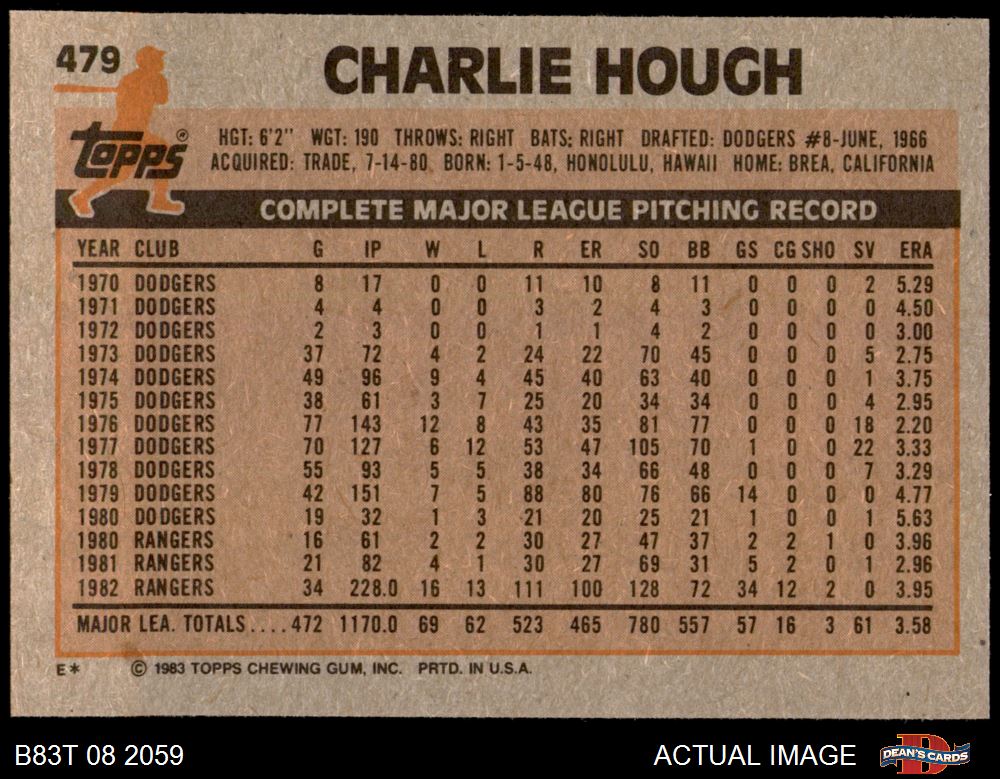 479 CHARLIE HOUGH
Topps®
HGT: 6'2" WGT: 190 THROWS: RIGHT BATS: RIGHT DRAFTED: DODGERS #8-JUNE, 1966
ACQUIRED: TRADE, 7-14-80 BORN: 1-5-48, HONOLULU, HAWAII HOME: BREA, CALIFORNIA
COMPLETE MAJOR LEAGUE PITCHING RECORD
YEAR CLUB G IP W L R ER SO BB GS CG SHO SV ERA
1970 DODGERS 8 17 0 0 11 10 8 11 0 0 0 2 5.29
1971 DODGERS 4 4 0 0 3 2 4 3 0 0 0 0 4.50
1972 DODGERS 2 3 0 0 1 1 4 2 0 0 0 0 3.00
1973 DODGERS 37 72 4 2 24 22 70 45 0 0 0 5 2.75
1974 DODGERS 49 96 9 4 45 40 63 40 0 0 0 1 3.75
1975 DODGERS 38 61 3 7 25 20 34 34 0 0 0 4 2.95
1976 DODGERS 77 143 12 8 43 35 81 77 0 0 0 18 2.20
1977 DODGERS 70 127 6 12 53 47 105 70 1 0 0 22 3.33
1978 DODGERS 55 93 5 5 38 34 66 48 0 0 0 7 3.29
1979 DODGERS 42 151 7 5 88 80 76 66 14 0 0 0 4.77
1980 DODGERS 19 32 1 3 21 20 25 21 1 0 0 1 5.63
1980 RANGERS 16 61 2 2 30 27 47 37 2 2 1 0 3.96
1981 RANGERS 21 82 4 1 30 27 69 31 5 2 0 1 2.96
1982 RANGERS 34 228.0 16 13 111 100 128 72 34 12 2 0 3.95
MAJOR LEA. TOTALS....472 1170.0 69 62 523 465 780 557 57 16 3 61 3.58
E* © 1983 TOPPS CHEWING GUM, INC. PRTD. IN U.S.A.
B83T 08 2059 ACTUAL IMAGE D DEAN'S CARDS